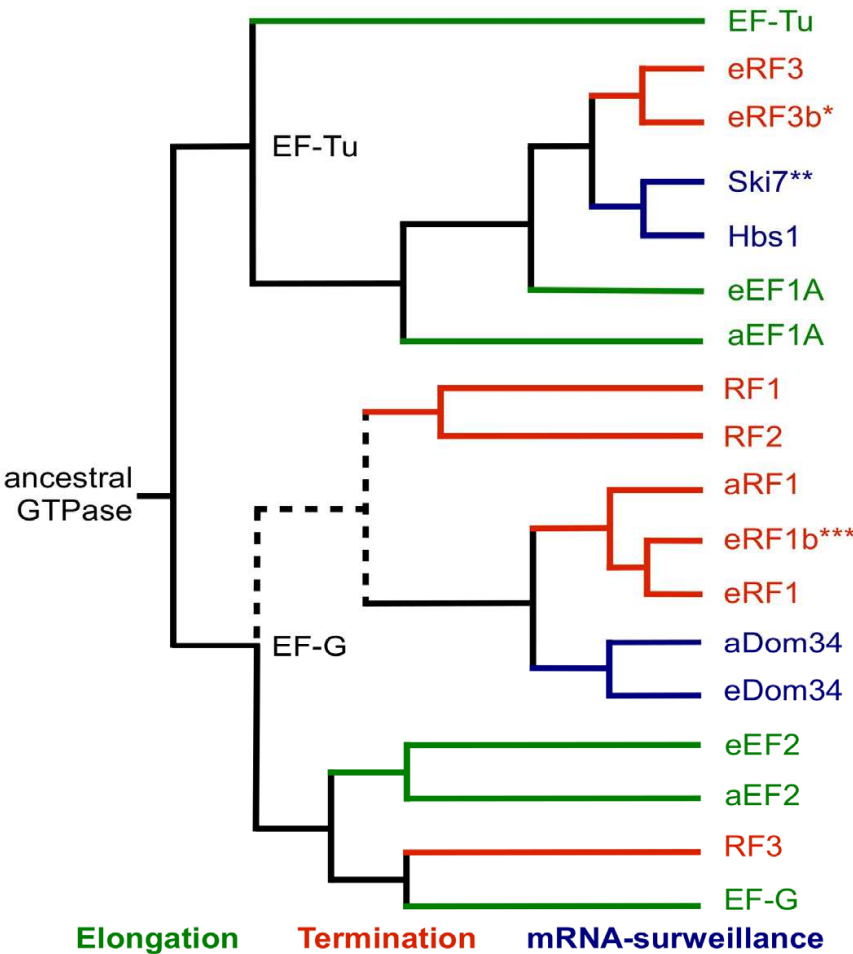 EF-Tu
eRF3
eRF3b*
EF-Tu
Ski7**
Hbs1
eEF1A
aEF1A
RF1
RF2
ancestral
GTPase
aRF1
eRF1b***
eRF1
EF-G
aDom34
eDom34
eEF2
aEF2
RF3
EF-G
Elongation Termination mRNA-surweillance